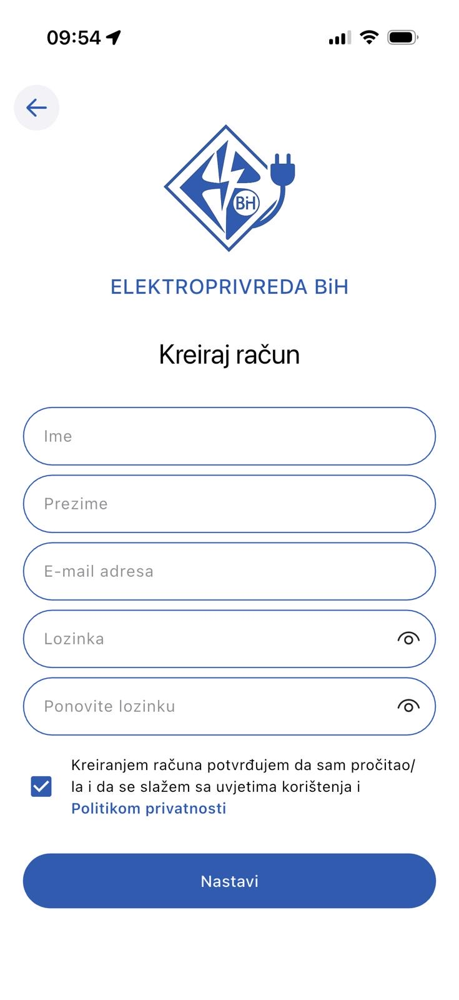 09:54
BiH
ELEKTROPRIVREDA BiH
Kreiraj račun
Ime
Prezime
E-mail adresa
Lozinka
Ponovite lozinku
Kreiranjem računa potvrđujem da sam pročitao/
la i da se slažem sa uvjetima korištenja i
Politikom privatnosti
Nastavi